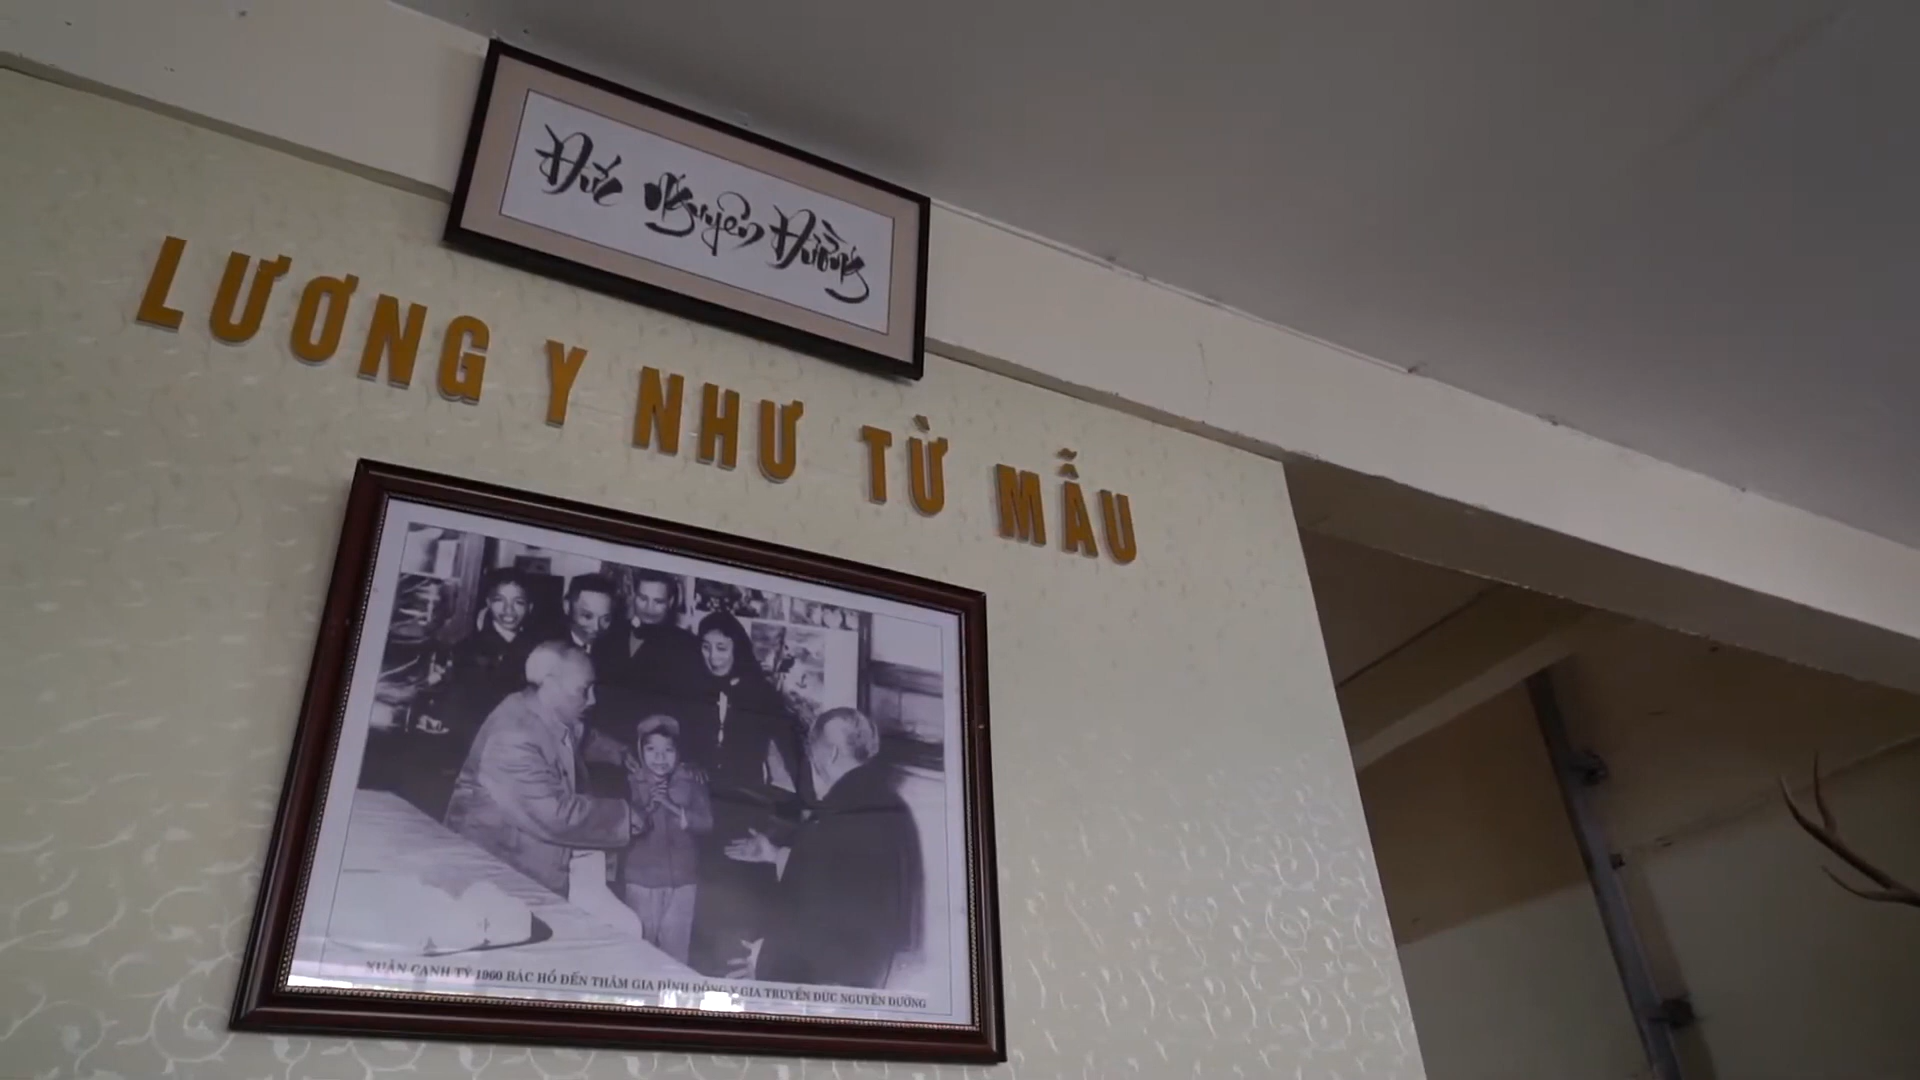 Đức Nguyên Đường
LƯƠNG Y NHƯ TỪ MẪU
XUÂN CANH TÝ 1960 BÁC HỒ ĐẾN THĂM GIA ĐÌNH ĐÔNG Y GIA TRUYỀN ĐỨC NGUYÊN ĐƯỜNG